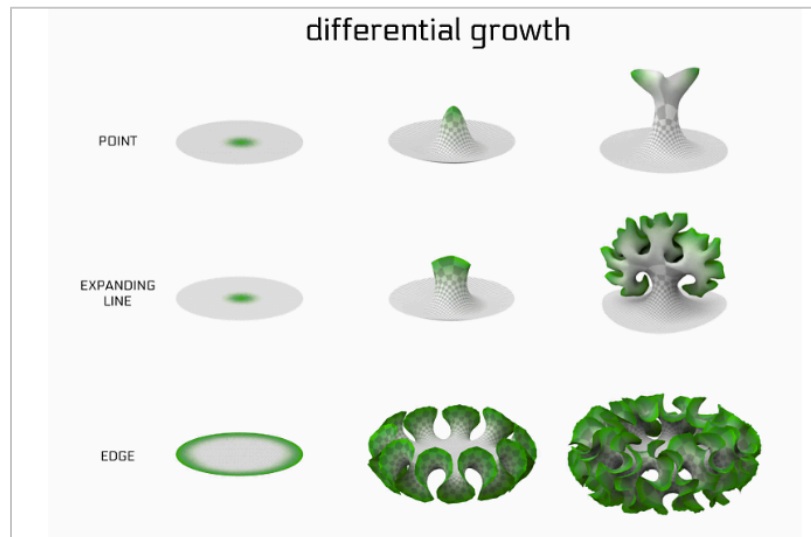 differential growth
POINT
EXPANDING
LINE
EDGE